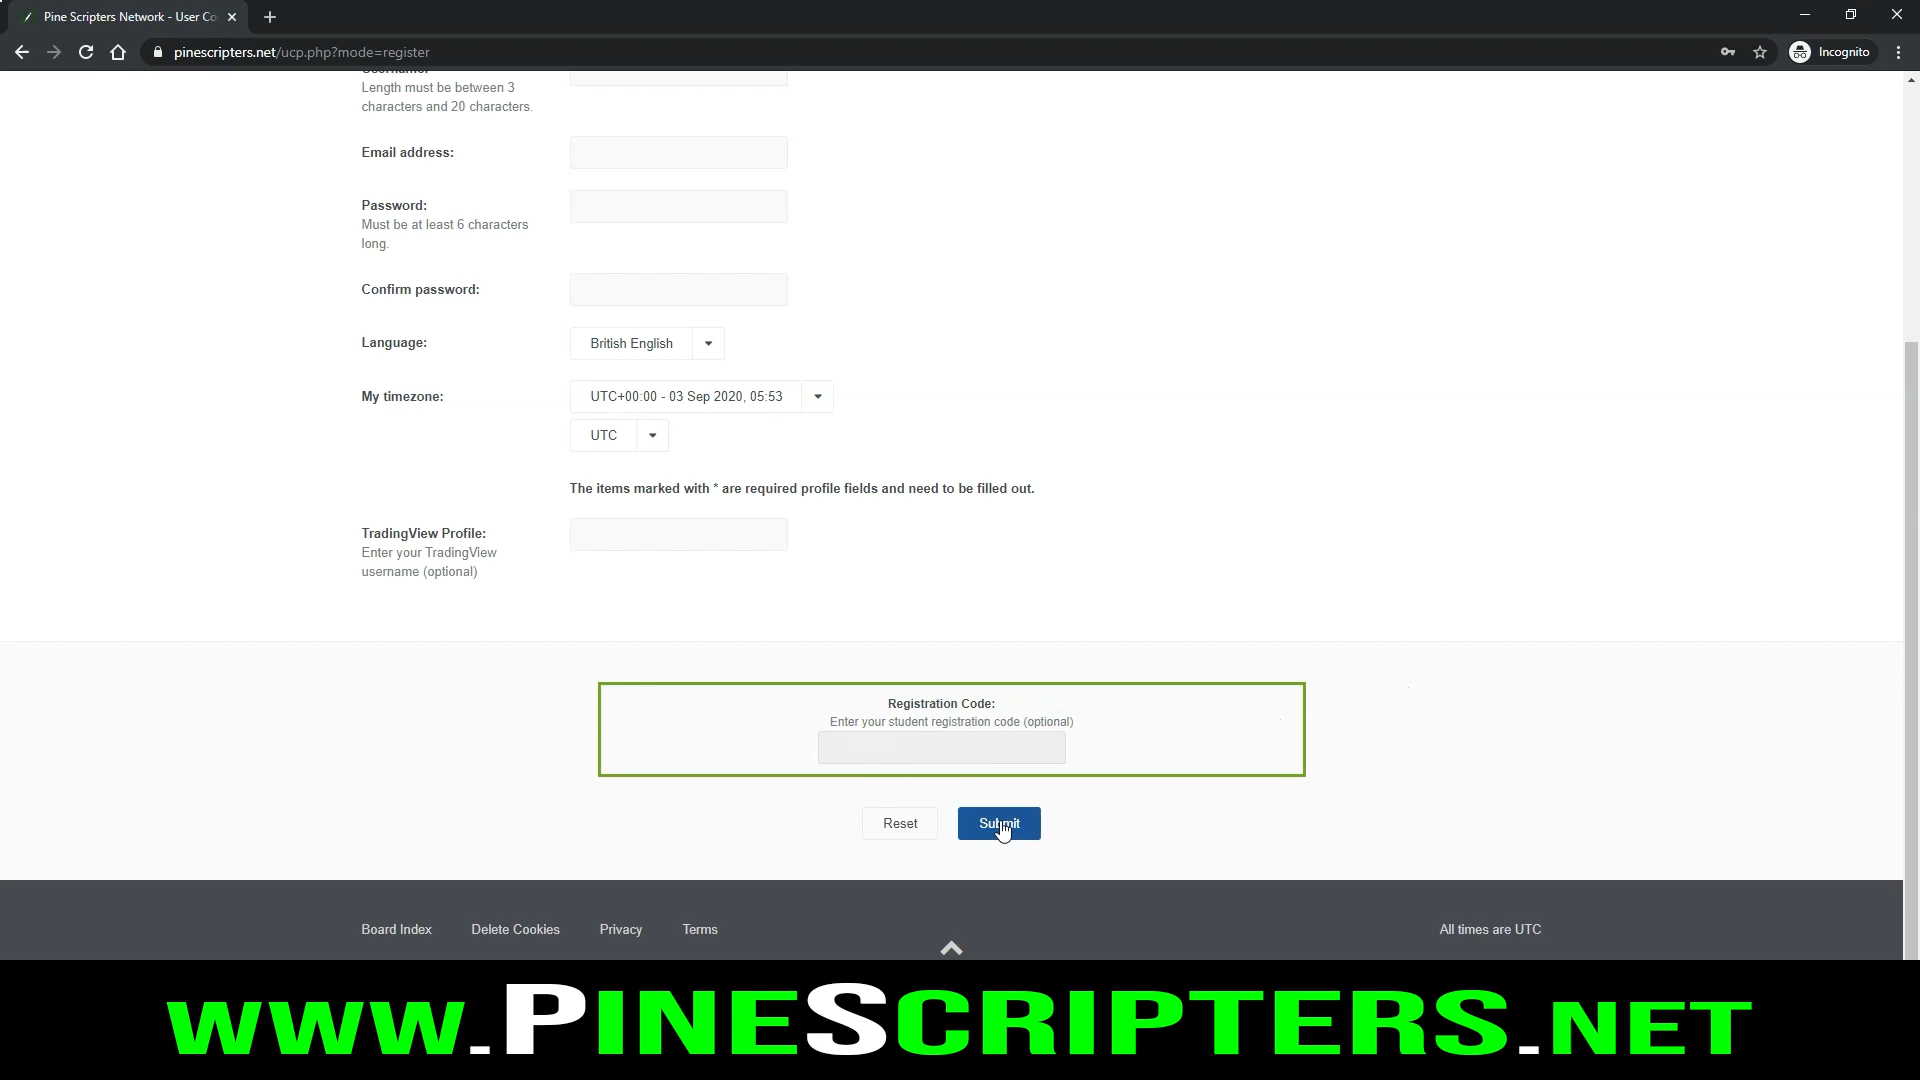 Pine Scripters Network - User Co
pinescripters.net/ucp.php?mode=register
Incognito
Length must be between 3
characters and 20 characters.
Email address:
Password:
Must be at least 6 characters
long.
Confirm password:
Language:
British English
My timezone:
UTC+00:00 - 03 Sep 2020, 05:53
UTC
The items marked with * are required profile fields and need to be filled out.
TradingView Profile:
Enter your TradingView
username (optional)
Registration Code:
Enter your student registration code (optional)
Reset
Submit
Board Index
Delete Cookies
Privacy
Terms
All times are UTC
www.PineScripters.net